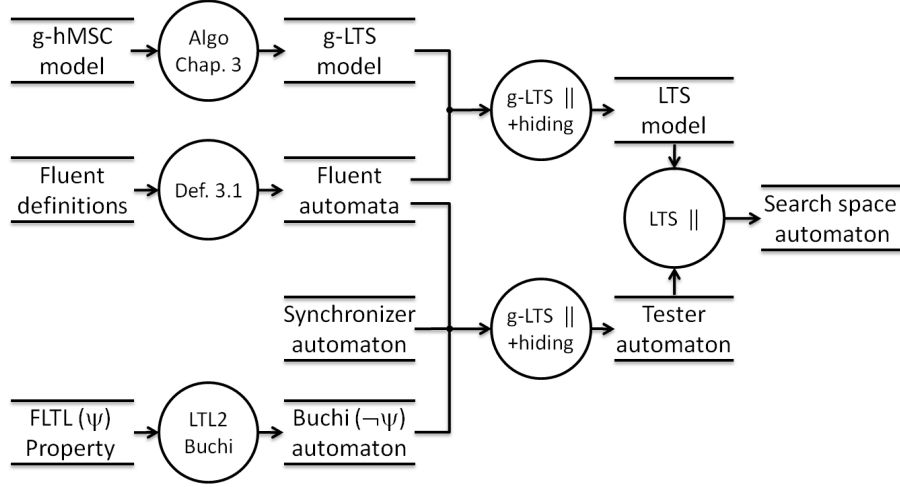 g-hMSC
model
Algo
Chap. 3
g-LTS
model
g-LTS ||
+hiding
LTS
model
Fluent
definitions
Def. 3.1
Fluent
automata
LTS ||
Search space
automaton
Synchronizer
automaton
g-LTS ||
+hiding
Tester
automaton
FLTL (ψ)
Property
LTL2
Buchi
Buchi (¬ψ)
automaton